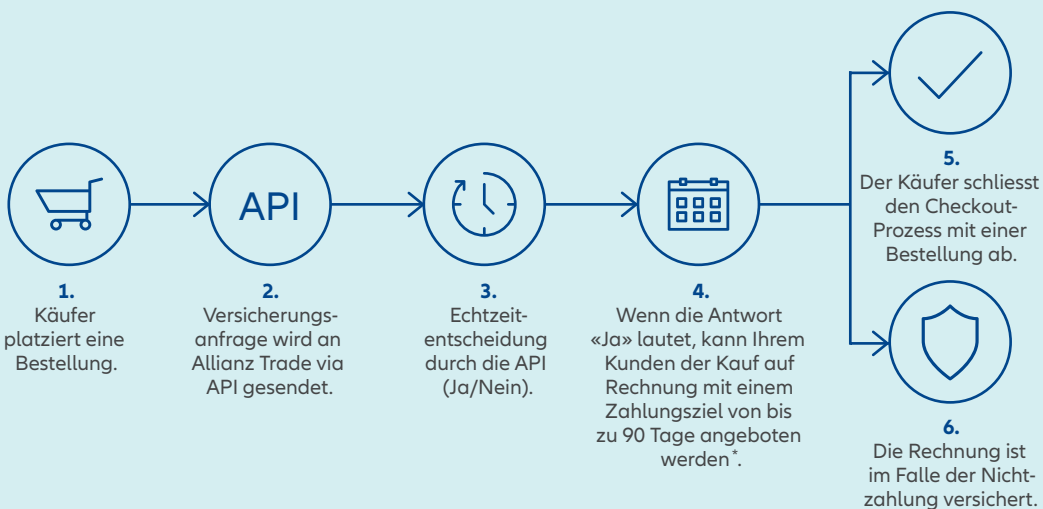 API
1.
Käufer
platziert eine
Bestellung.
2.
Versicherungs-
anfrage wird an
Allianz Trade via
API gesendet.
3.
Echtzeit-
entscheidung
durch die API
(Ja/Nein).
4.
Wenn die Antwort
«Ja» lautet, kann Ihrem
Kunden der Kauf auf
Rechnung mit einem
Zahlungsziel von bis
zu 90 Tage angeboten
werden*.
5.
Der Käufer schliesst
den Checkout-
Prozess mit einer
Bestellung ab.
6.
Die Rechnung ist
im Falle der Nicht-
zahlung versichert.